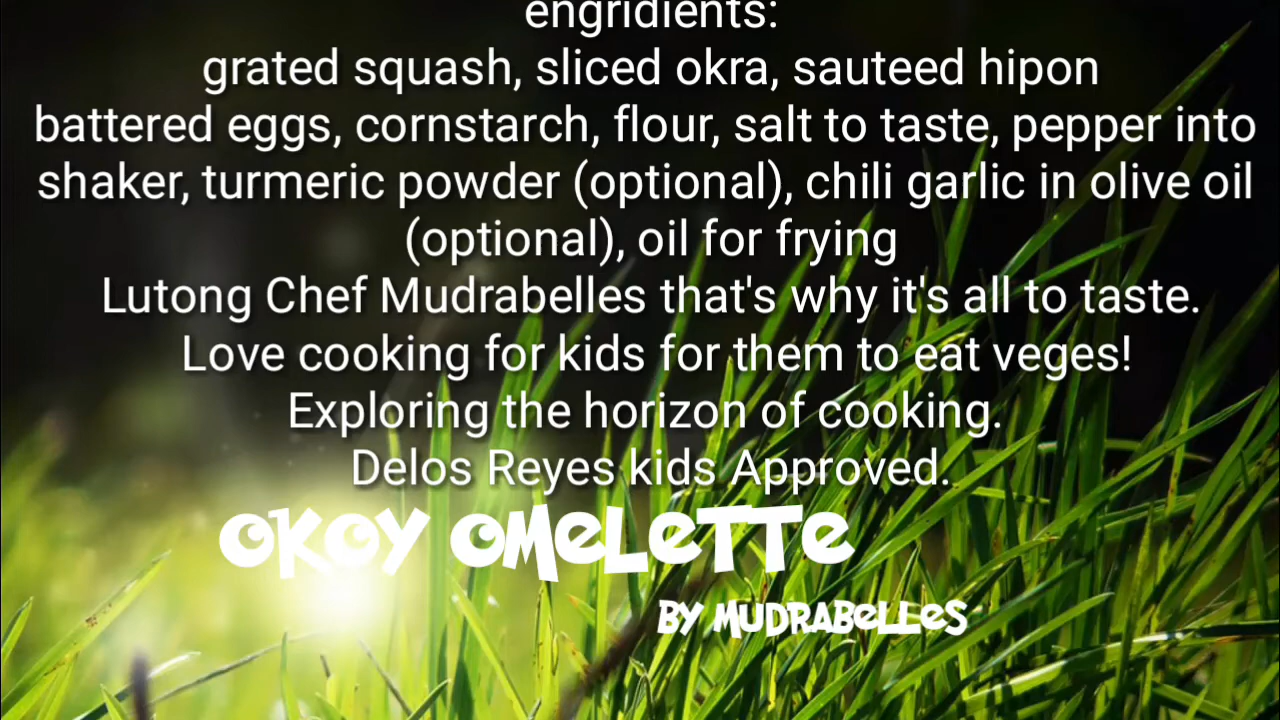 engridients:
grated squash, sliced okra, sauteed hipon
battered eggs, cornstarch, flour, salt to taste, pepper into
shaker, turmeric powder (optional), chili garlic in olive oil
(optional), oil for frying
Lutong Chef Mudrabelles that's why it's all to taste.
Love cooking for kids for them to eat veges!
Exploring the horizon of cooking.
Delos Reyes kids Approved.
OKOY OMELETTE
BY MUDRABELLES